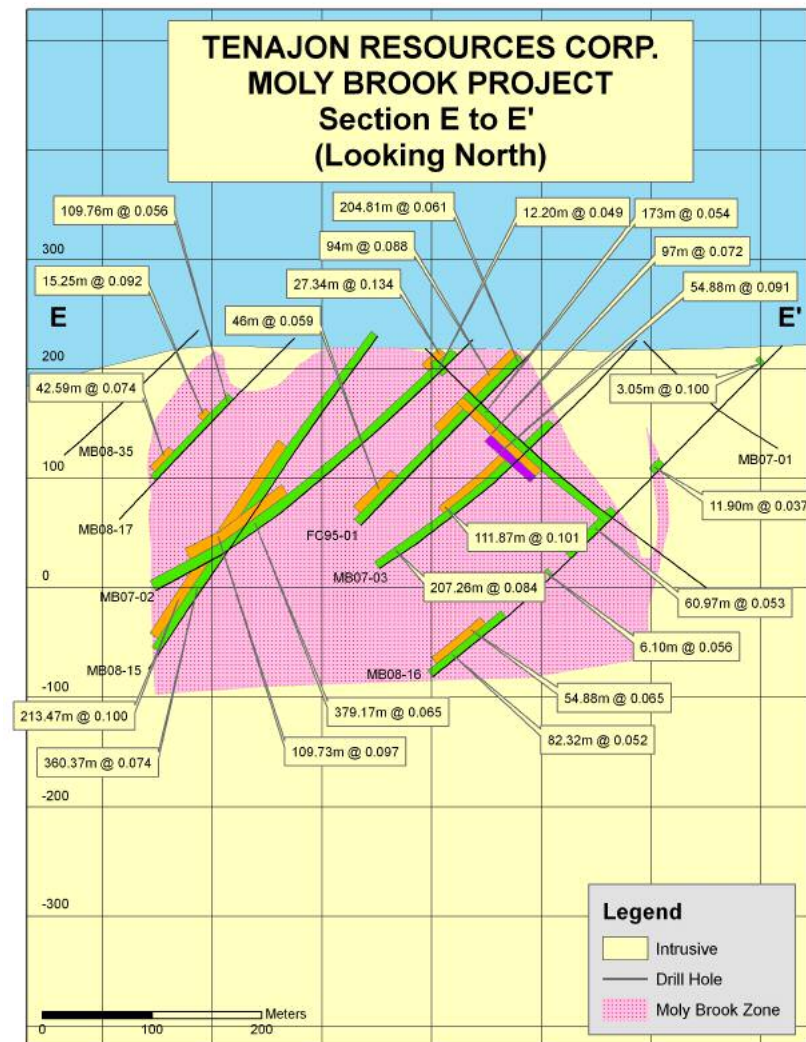 TENAJON RESOURCES CORP.
MOLY BROOK PROJECT
Section E to E'
(Looking North)
109.76m @ 0.056
204.81m @ 0.061
12.20m @ 0.049
173m @ 0.054
94m @ 0.088
97m @ 0.072
300
15.25m @ 0.092
27.34m @ 0.134
54.88m @ 0.091
E
46m @ 0.059
E'
200
42.59m @ 0.074
3.05m @ 0.100
MB08-35
MB07-01
100
11.90m @ 0.037
MB08-17
FC95-01
111.87m @ 0.101
0
MB07-02
MB07-03
207.26m @ 0.084
60.97m @ 0.053
6.10m @ 0.056
MB08-15
MB08-16
-100
54.88m @ 0.065
213.47m @ 0.100
379.17m @ 0.065
82.32m @ 0.052
360.37m @ 0.074
109.73m @ 0.097
-200
-300
Legend
Intrusive
Drill Hole
Moly Brook Zone
Meters
0 100 200